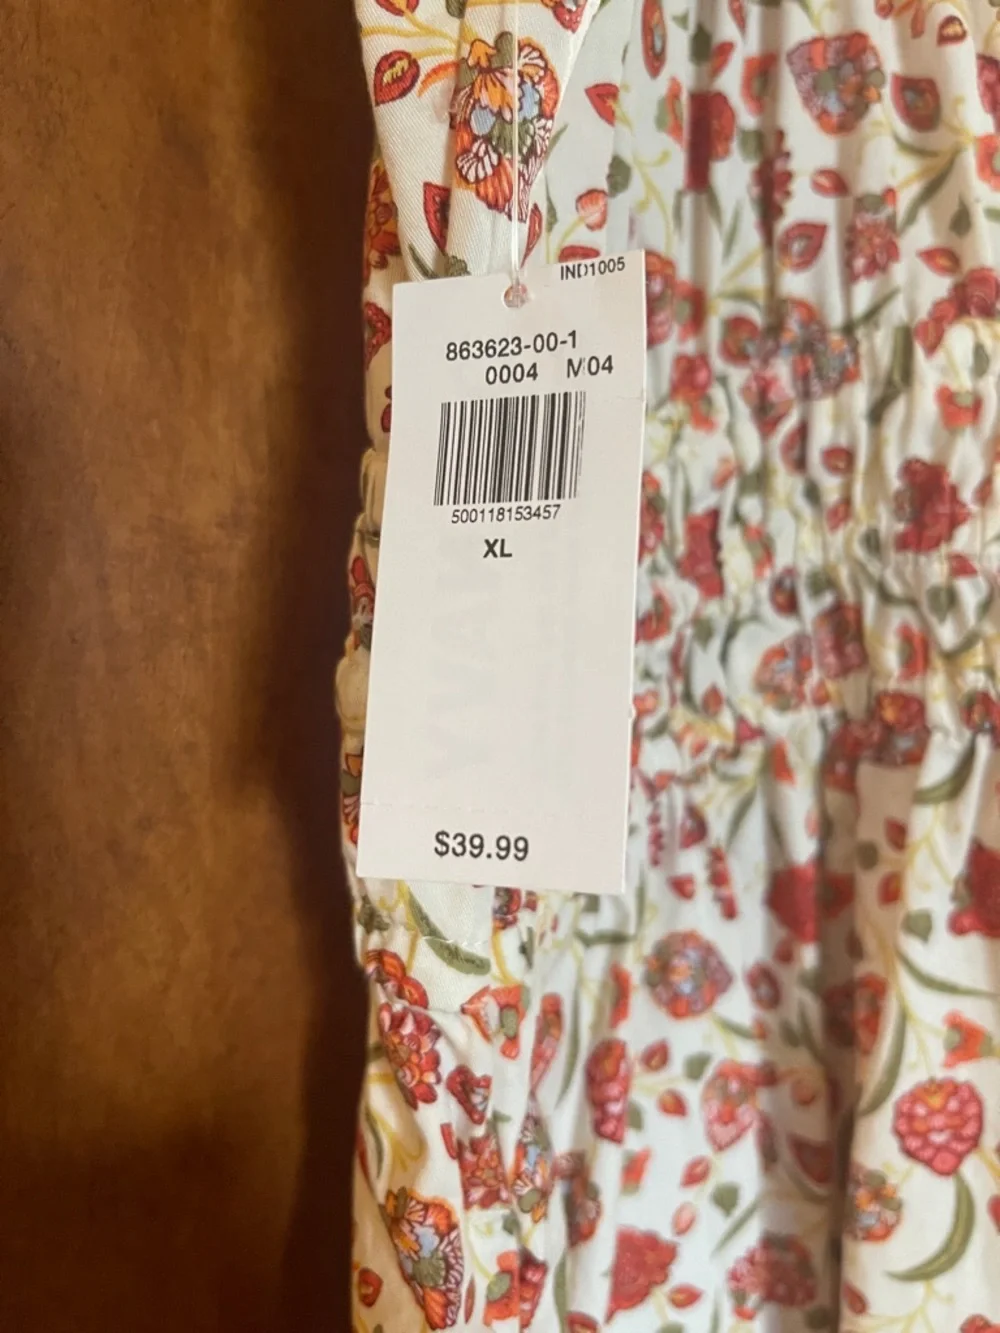 IND1005
863623-00-1
0004 M04
500118153457
XL
$39.99